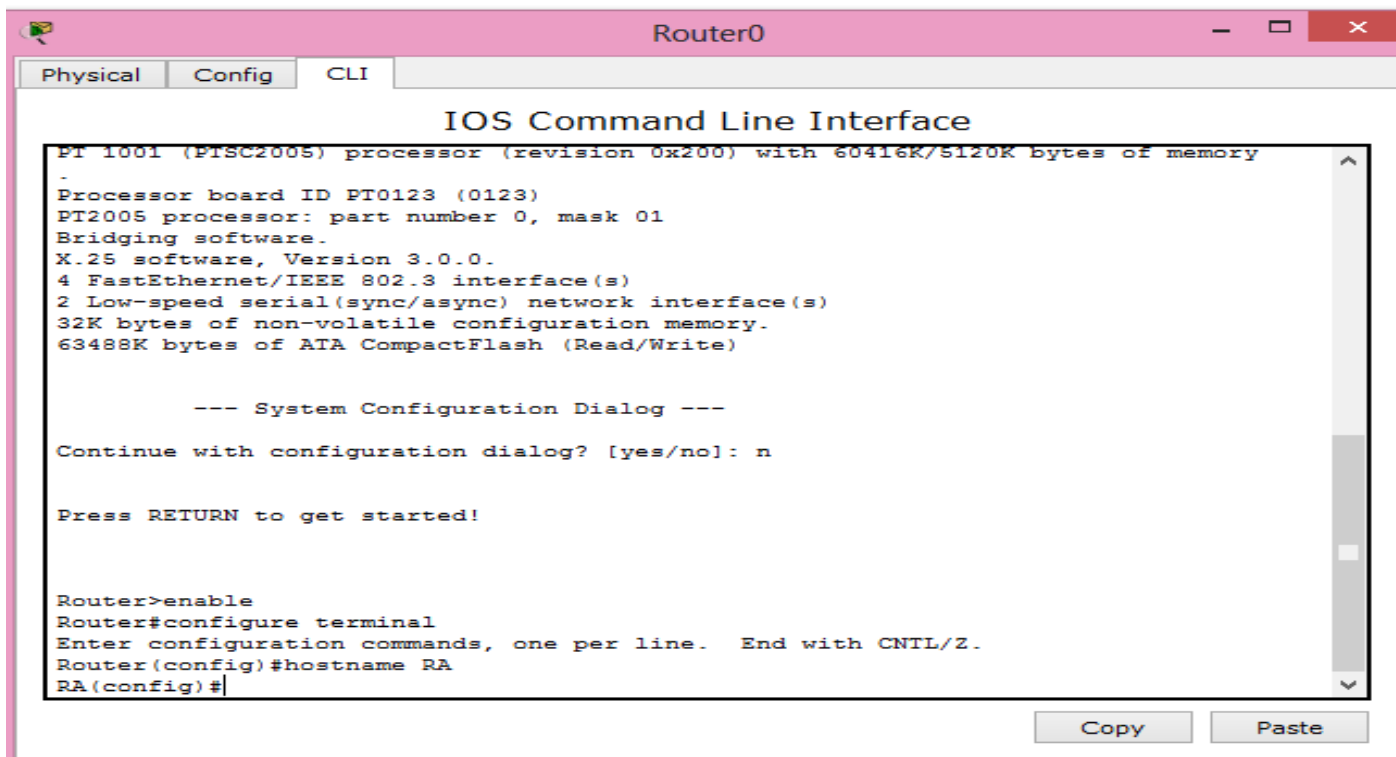 Router0
Physical Config CLI
IOS Command Line Interface
PT 1001 (PTSC2005) processor (revision 0x200) with 60416K/5120K bytes of memory
.
Processor board ID PT0123 (0123)
PT2005 processor: part number 0, mask 01
Bridging software.
X.25 software, Version 3.0.0.
4 FastEthernet/IEEE 802.3 interface(s)
2 Low-speed serial(sync/async) network interface(s)
32K bytes of non-volatile configuration memory.
63488K bytes of ATA CompactFlash (Read/Write)
--- System Configuration Dialog ---
Continue with configuration dialog? [yes/no]: n
Press RETURN to get started!
Router>enable
Router#configure terminal
Enter configuration commands, one per line.  End with CNTL/Z.
Router(config)#hostname RA
RA(config)#
Copy Paste